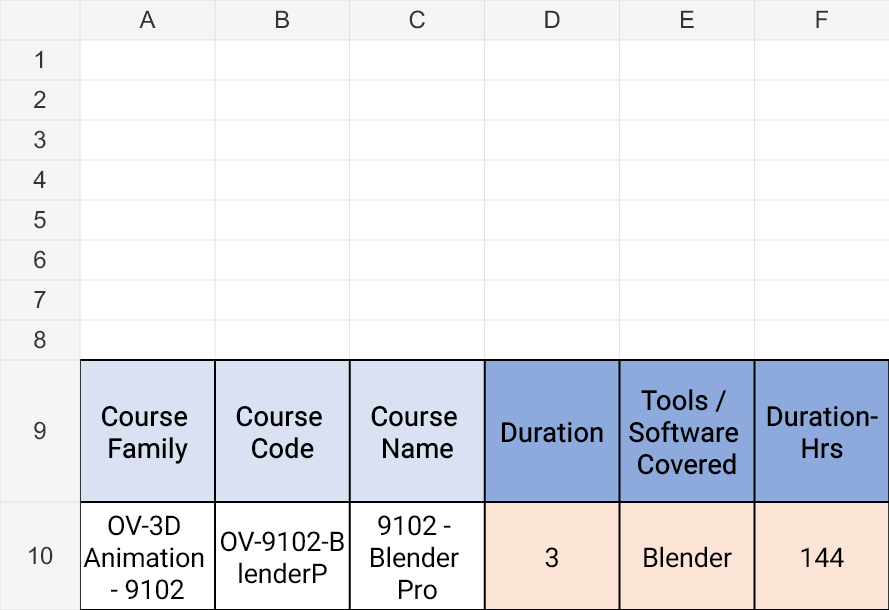 A B C D E F
1
2
3
4
5
6
7
8
9 Course Family Course Code Course Name Duration Tools / Software Covered Duration-Hrs
10 OV-3D Animation - 9102 OV-9102-BlenderP 9102 - Blender Pro 3 Blender 144